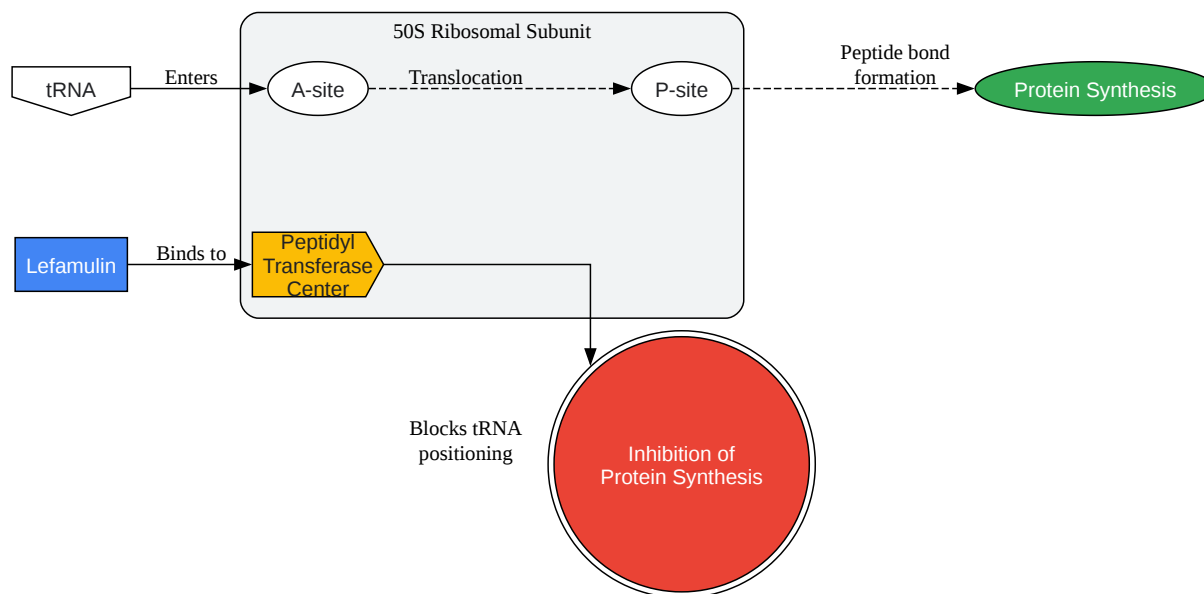 50S Ribosomal Subunit
tRNA
Enters
A-site
Translocation
P-site
Peptide bond
formation
Protein Synthesis
Lefamulin
Binds to
Peptidyl
Transferase
Center
Blocks tRNA
positioning
Inhibition of
Protein Synthesis